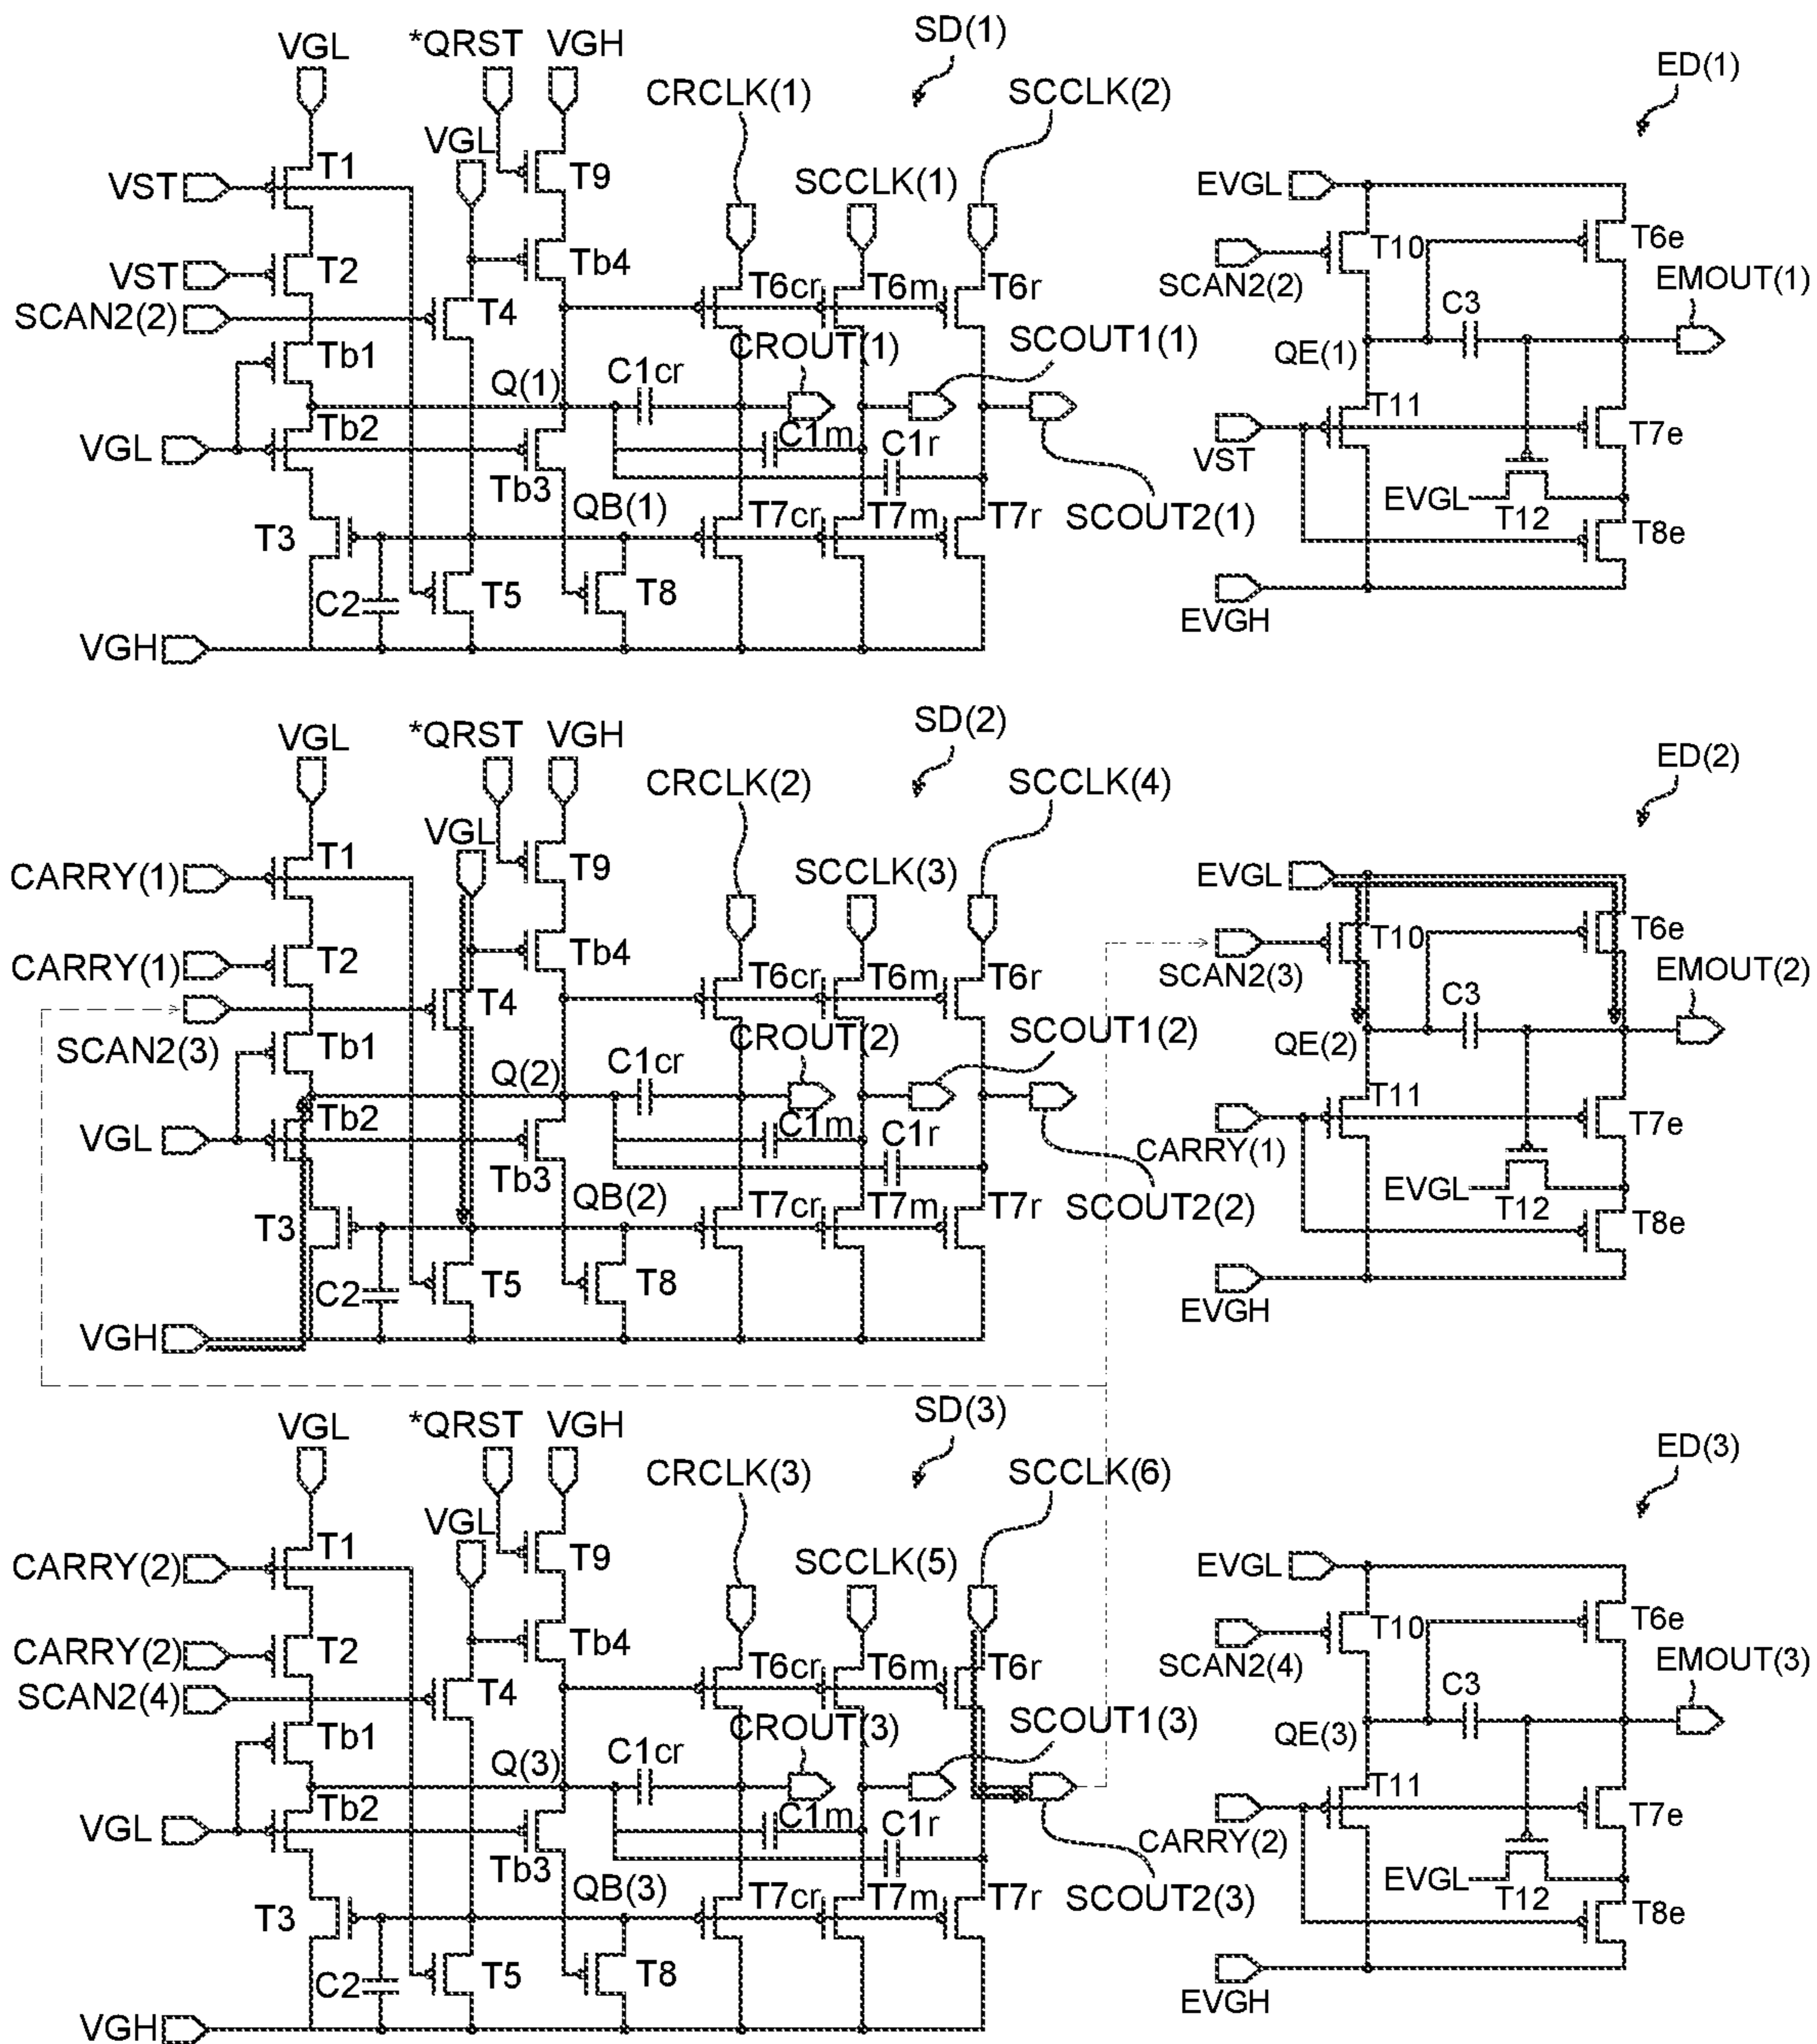 SD(1)
VGL *QRST VGH
CRCLK(1) SCCLK(2) ED(1)
VGL
T1 T9 SCCLK(1)
VST EVGL
T2 Tb4 T10 T6e
VST
SCAN2(2) T4 T6cr T6m T6r SCAN2(2) C3 EMOUT(1)
Tb1 CROUT(1) SCOUT1(1)
Q(1) C1cr QE(1)
Tb2 T11
VGL C1m C1r VST T7e
Tb3 EVGL
QB(1) SCOUT2(1) T12
T3 T7cr T7m T7r T8e
C2 T5 T8
VGH EVGH
SD(2)
VGL *QRST VGH
CRCLK(2) SCCLK(4) ED(2)
VGL
T1 T9 SCCLK(3)
CARRY(1) EVGL
T2 Tb4 T10 T6e
CARRY(1) SCAN2(3)
T4 T6cr T6m T6r C3 EMOUT(2)
SCAN2(3) Tb1 CROUT(2) SCOUT1(2)
Q(2) C1cr QE(2)
Tb2 T11
VGL C1m C1r CARRY(1) T7e
Tb3 EVGL
QB(2) SCOUT2(2) T12
T3 T7cr T7m T7r T8e
C2 T5 T8
VGH EVGH
SD(3)
VGL *QRST VGH
CRCLK(3) SCCLK(6) ED(3)
VGL
T1 T9 SCCLK(5)
CARRY(2) EVGL
T2 Tb4 T10 T6e
CARRY(2) SCAN2(4)
SCAN2(4) T4 T6cr T6m T6r C3 EMOUT(3)
Tb1 CROUT(3) SCOUT1(3)
Q(3) C1cr QE(3)
Tb2 T11
VGL C1m C1r CARRY(2) T7e
Tb3 EVGL
QB(3) SCOUT2(3) T12
T3 T7cr T7m T7r T8e
C2 T5 T8
VGH EVGH